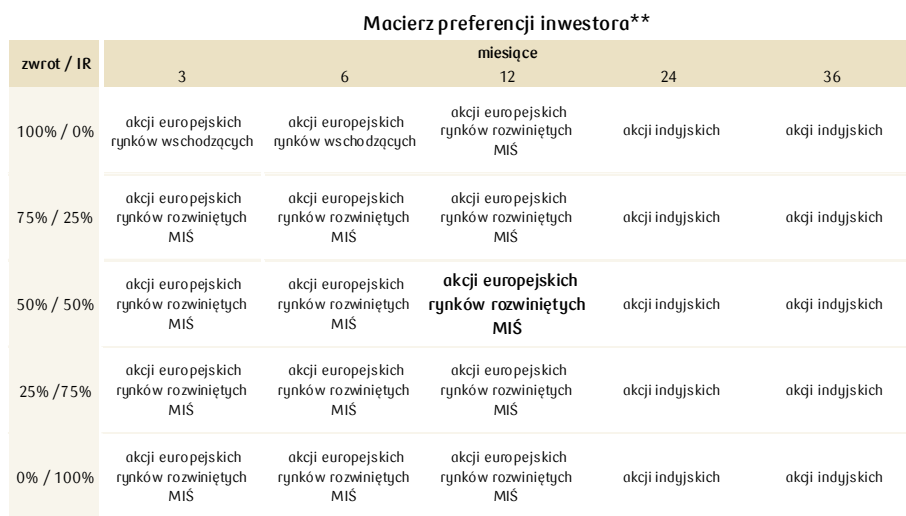 Macierz preferencji inwestora**
zwrot / IR
miesiące
3 6 12 24 36
100% / 0%
akcji europejskich
rynków wschodzących
akcji europejskich
rynków wschodzących
akcji europejskich
rynków rozwiniętych
MIŚ
akcji indyjskich
akcji indyjskich
75% / 25%
akcji europejskich
rynków rozwiniętych
MIŚ
akcji europejskich
rynków rozwiniętych
MIŚ
akcji europejskich
rynków rozwiniętych
MIŚ
akcji indyjskich
akcji indyjskich
50% / 50%
akcji europejskich
rynków rozwiniętych
MIŚ
akcji europejskich
rynków rozwiniętych
MIŚ
akcji europejskich
rynków rozwiniętych
MIŚ
akcji indyjskich
akcji indyjskich
25% /75%
akcji europejskich
rynków rozwiniętych
MIŚ
akcji europejskich
rynków rozwiniętych
MIŚ
akcji europejskich
rynków rozwiniętych
MIŚ
akcji indyjskich
akcji indyjskich
0% / 100%
akcji europejskich
rynków rozwiniętych
MIŚ
akcji europejskich
rynków rozwiniętych
MIŚ
akcji europejskich
rynków rozwiniętych
MIŚ
akcji indyjskich
akcji indyjskich